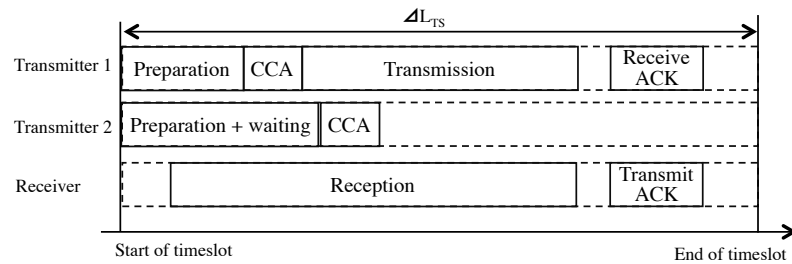 ⊿L_TS
Transmitter 1
Preparation
CCA
Transmission
Receive
ACK
Transmitter 2
Preparation + waiting
CCA
Receiver
Reception
Transmit
ACK
Start of timeslot
End of timeslot